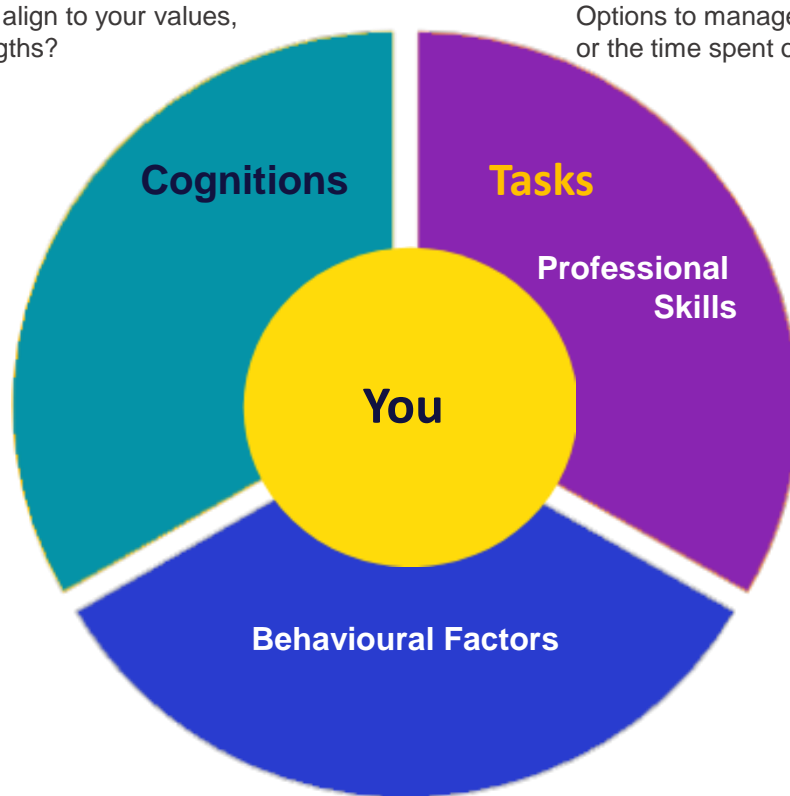 align to your values,
gths?
Options to manage
or the time spent o
Cognitions
Tasks
Professional
Skills
You
Behavioural Factors